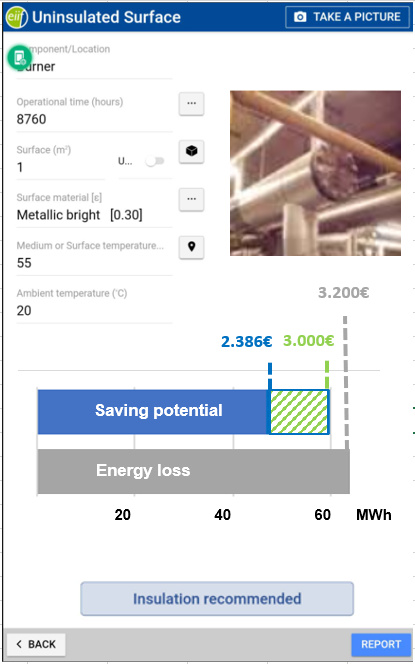 eiif Uninsulated Surface
TAKE A PICTURE
mponent/Location
urner
Operational time (hours)
8760
...
Surface (m²)
1
U...
Surface material [ε]
Metallic bright [0.30]
...
Medium or Surface temperature...
55
Ambient temperature (°C)
20
3.200€
2.386€ 3.000€
Saving potential
Energy loss
20 40 60 MWh
Insulation recommended
< BACK
REPORT